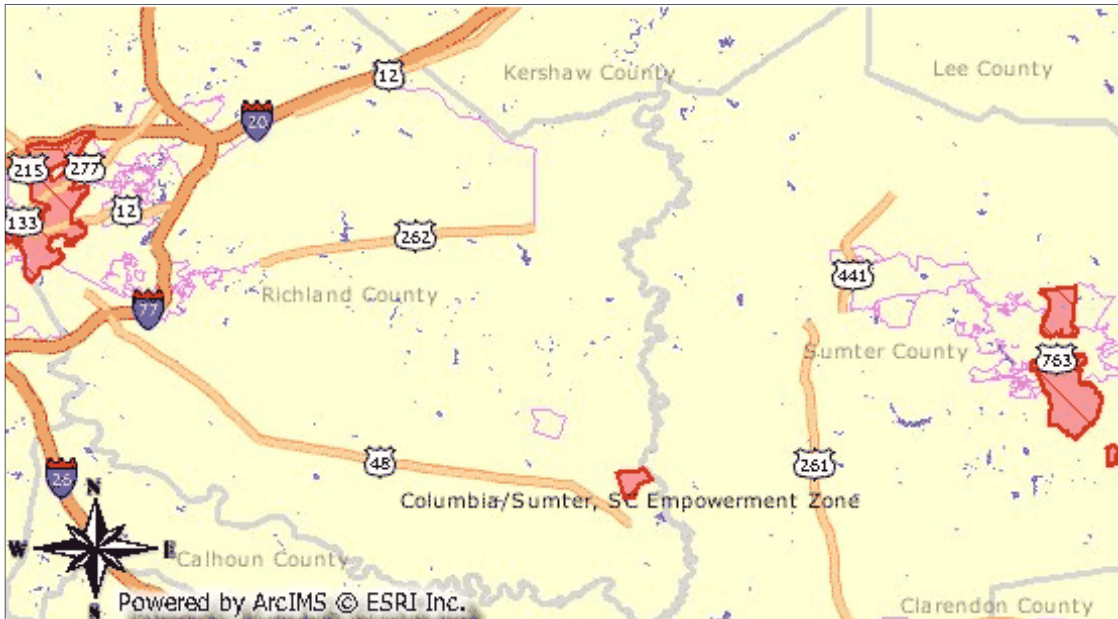 12
Kershaw County
Lee County
20
215
277
133
12
262
441
Richland County
77
Sumter County
763
48
261
26
N
Columbia/Sumter, SC Empowerment Zone
W
E
Calhoun County
S
Powered by ArcIMS © ESRI Inc.
Clarendon County